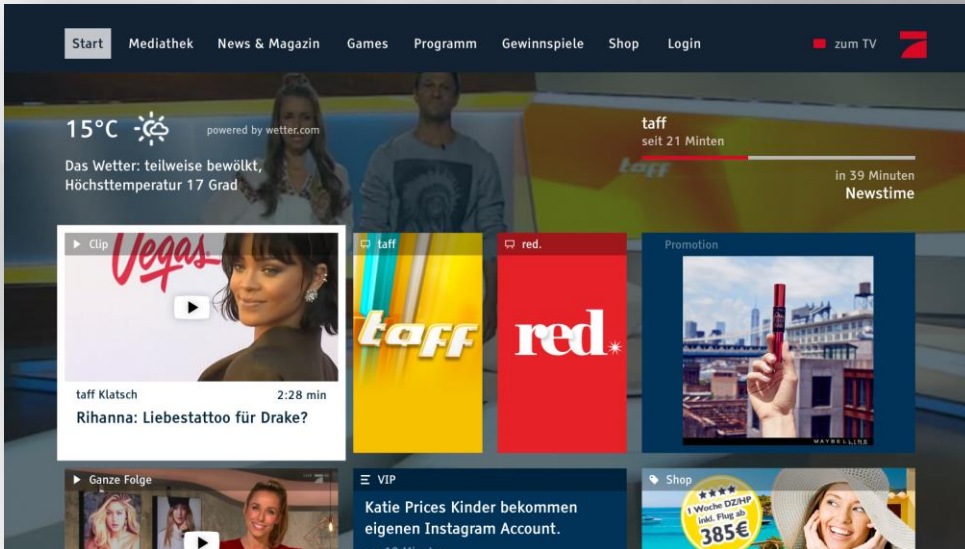 Start Mediathek News & Magazin Games Programm Gewinnspiele Shop Login zum TV
15°C powered by wetter.com
Das Wetter: teilweise bewölkt,
Höchsttemperatur 17 Grad
taff
seit 21 Minten
in 39 Minuten
Newstime
taff
Clip
Vegas
taff Klatsch 2:28 min
Rihanna: Liebestattoo für Drake?
taff
taff
red.
red.
Promotion
MAYBELLINE
Ganze Folge
VIP
Katie Prices Kinder bekommen
eigenen Instagram Account.
Shop
1 Woche DZ/HP
inkl. Flug ab
385€